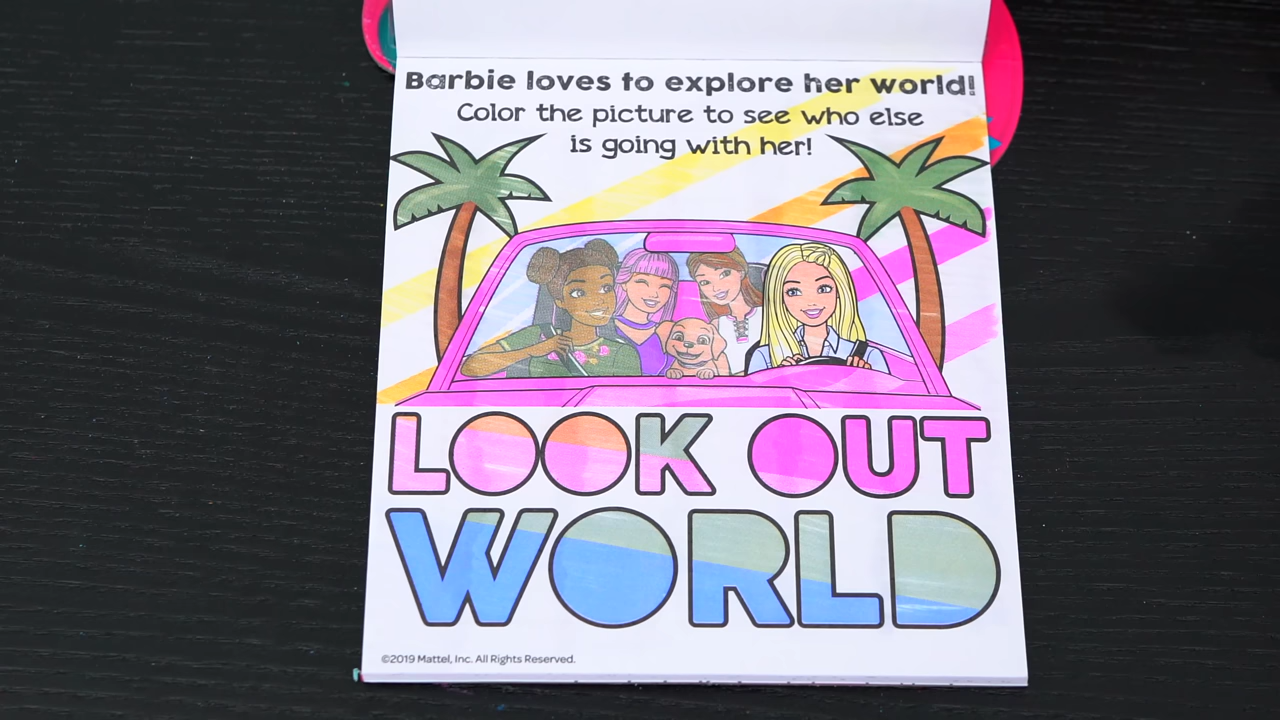 Barbie loves to explore her world!
Color the picture to see who else
is going with her!
LOOK OUT
WORLD
©2019 Mattel, Inc. All Rights Reserved.